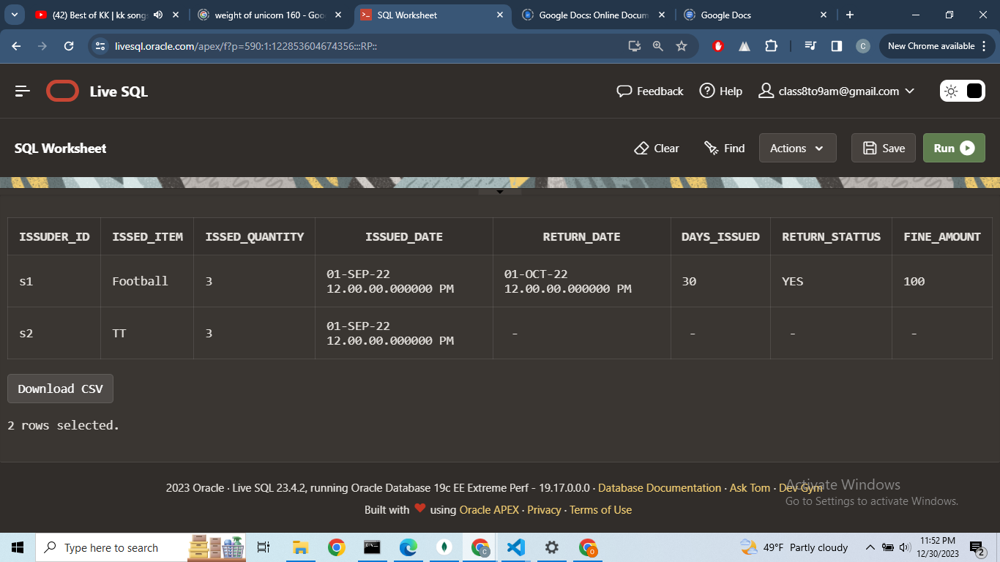 (42) Best of KK | kk songs
weight of unicorn 160 - Goo
SQL Worksheet
Google Docs: Online Docum
Google Docs
livesql.oracle.com/apex/f?p=590:1:122853604674356:::RP::
C
New Chrome available
Live SQL
Feedback
Help
class8to9am@gmail.com
SQL Worksheet
Clear
Find
Actions
Save
Run
ISSUDER_ID ISSED_ITEM ISSED_QUANTITY ISSUED_DATE RETURN_DATE DAYS_ISSUED RETURN_STATTUS FINE_AMOUNT
s1 Football 3 01-SEP-22 01-OCT-22 30 YES 100
12.00.00.000000 PM 12.00.00.000000 PM
s2 TT 3 01-SEP-22 - - - -
12.00.00.000000 PM
Download CSV
2 rows selected.
2023 Oracle · Live SQL 23.4.2, running Oracle Database 19c EE Extreme Perf - 19.17.0.0.0 · Database Documentation · Ask Tom · Dev Gym
Built with ❤ using Oracle APEX · Privacy · Terms of Use
Activate Windows
Go to Settings to activate Windows.
Type here to search
49°F Partly cloudy
11:52 PM
12/30/2023
2